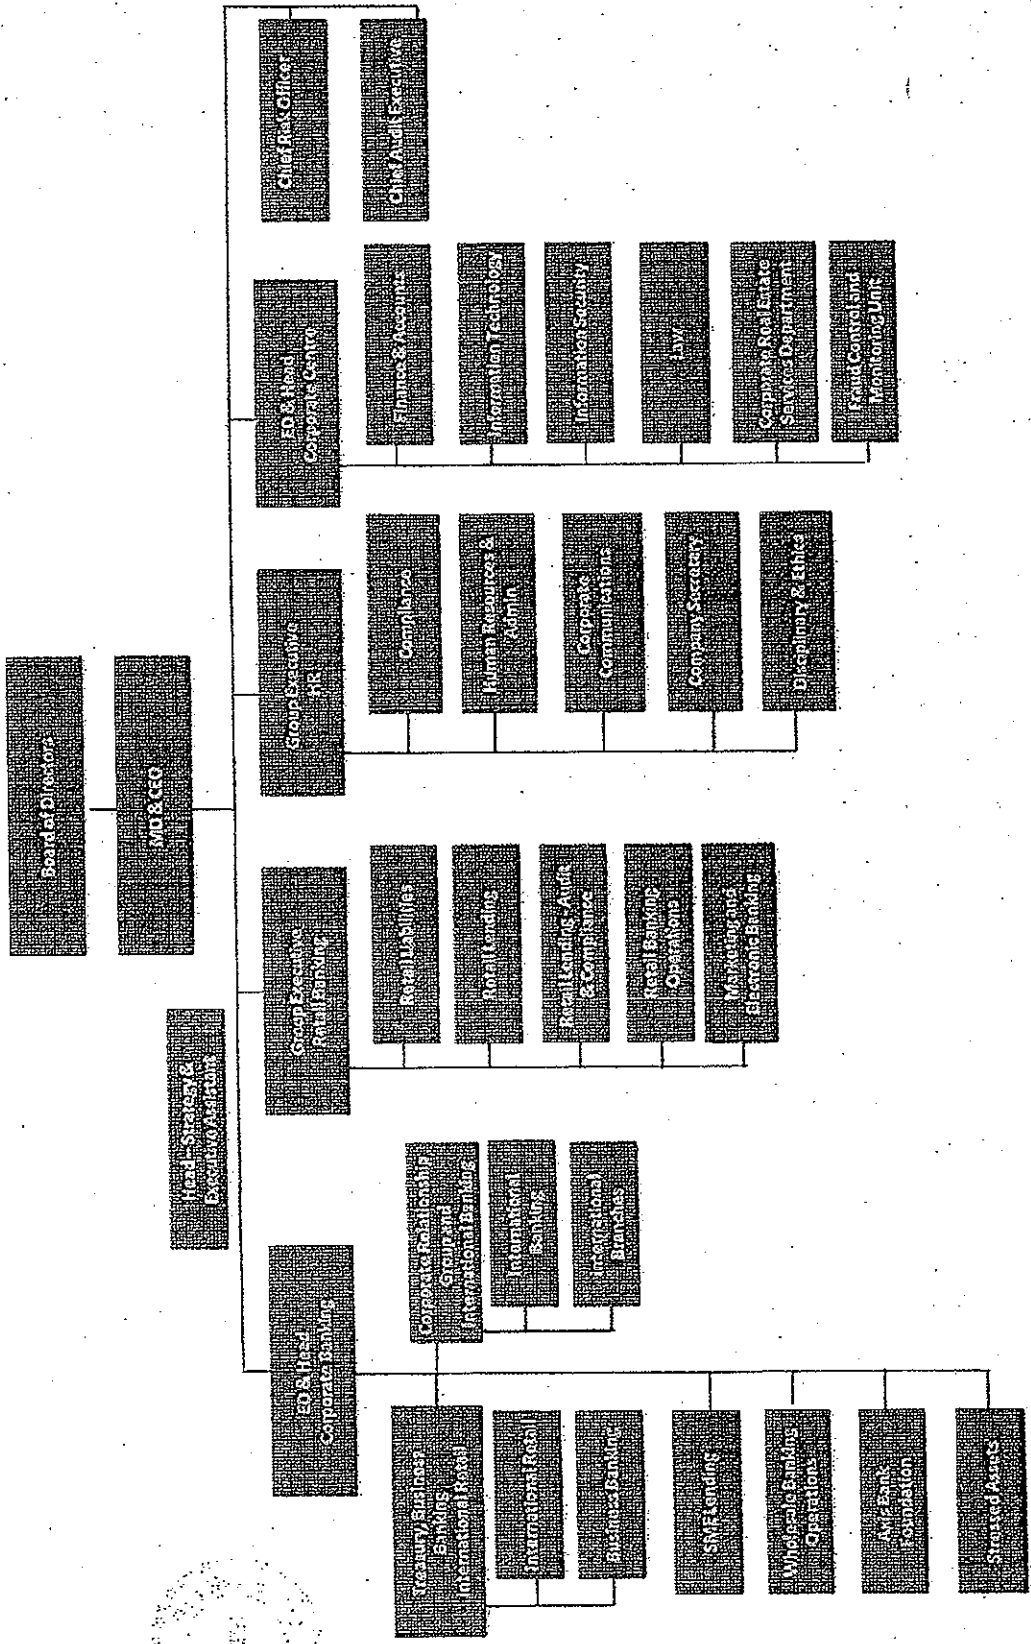 Board of Directors
MD & CEO
Head – Strategy &
Executive Assistant
ED & Head
Corporate Banking
Group Executive
Retail Banking
Group Executive
HR
ED & Head
Corporate Centre
Chief Risk Officer
Chief Audit Executive
Treasury, Business
Banking
International Retail
International Retail
Business Banking
Corporate Relationship
Group and
International Banking
International
Banking
International
Branches
SME Lending
Wholesale Banking
Operations
Axis Bank
Foundation
Stressed Assets
Retail Liabilities
Retail Lending
Retail Lending - Audit
& Compliance
Retail Banking
Operations
Marketing and
Electronic Banking
Compliance
Human Resources &
Admin
Corporate
Communications
Company Secretary
Disciplinary & Ethics
Finance & Accounts
Information Technology
Information Security
Law
Corporate Real Estate
Services Department
Fraud Control and
Monitoring Unit